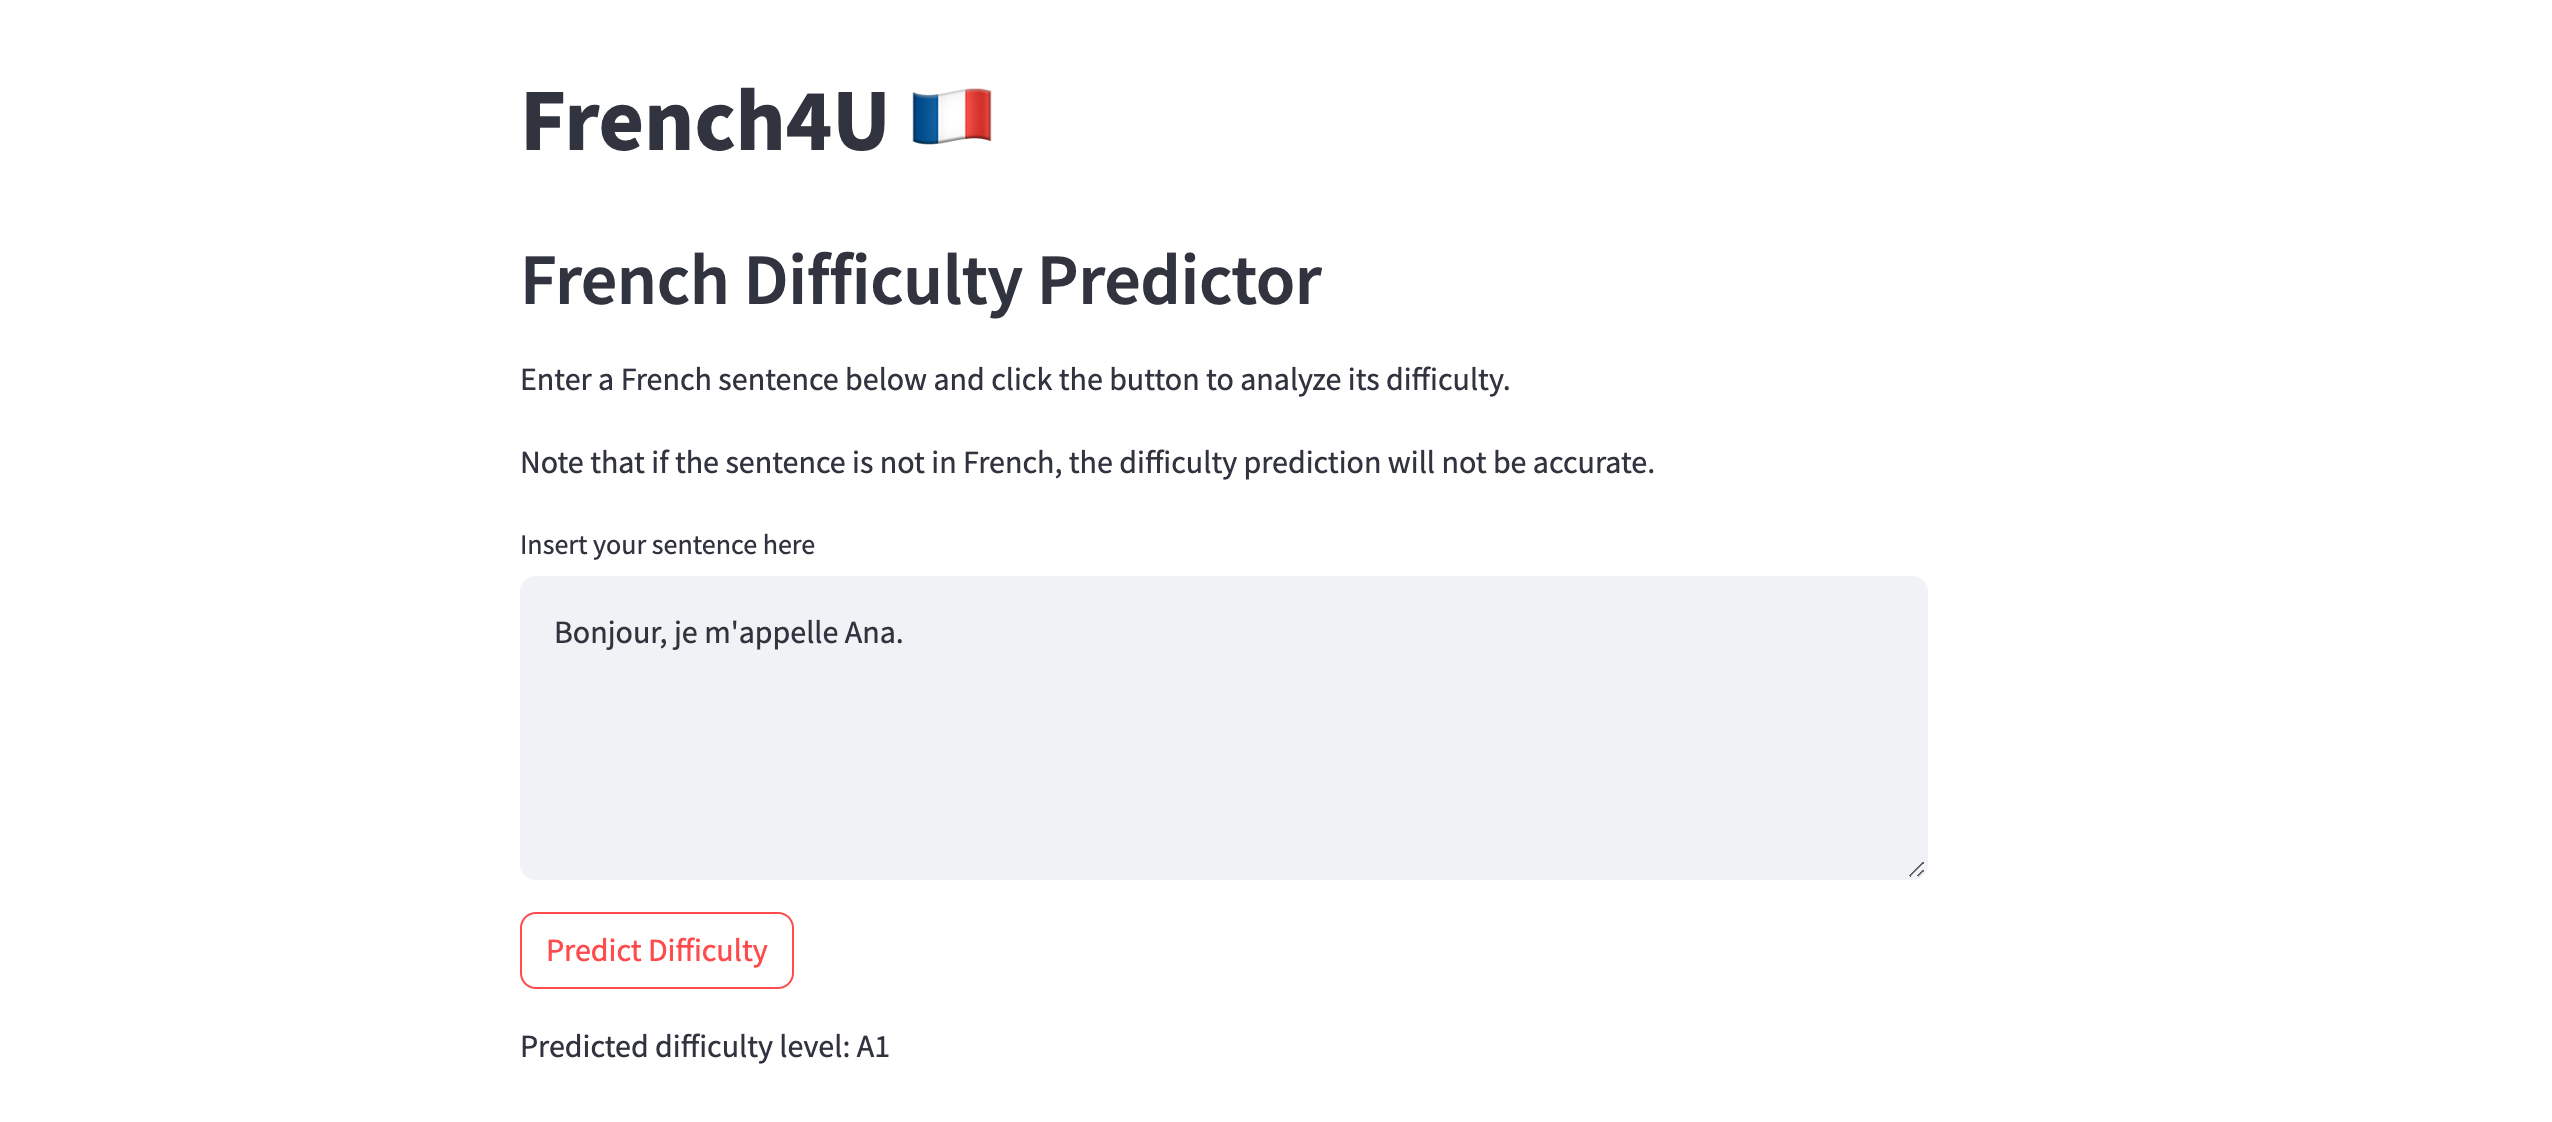 French4U 🇫🇷
French Difficulty Predictor
Enter a French sentence below and click the button to analyze its difficulty.
Note that if the sentence is not in French, the difficulty prediction will not be accurate.
Insert your sentence here
Bonjour, je m'appelle Ana.
Predict Difficulty
Predicted difficulty level: A1